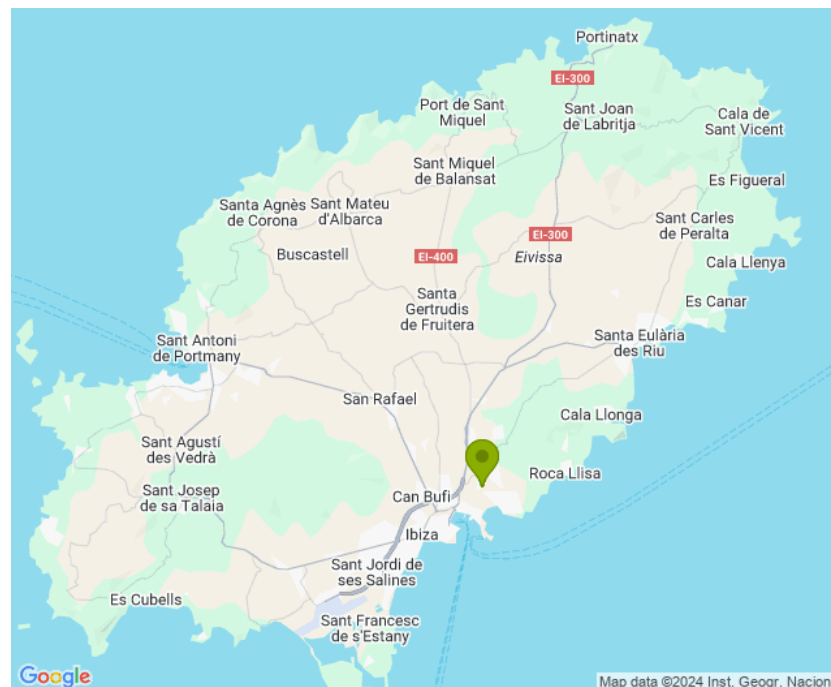 Portinatx
EI-300
Port de Sant
Miquel
Sant Joan
de Labritja
Cala de
Sant Vicent
Sant Miquel
de Balansat
Es Figueral
Santa Agnès
de Corona
Sant Mateu
d'Albarca
Sant Carles
de Peralta
EI-300
Buscastell
EI-400
Eivissa
Cala Llenya
Santa
Gertrudis
de Fruitera
Es Canar
Sant Antoni
de Portmany
Santa Eulària
des Riu
San Rafael
Cala Llonga
Sant Agustí
des Vedrà
Roca Llisa
Sant Josep
de sa Talaia
Can Bufí
Ibiza
Sant Jordi de
ses Salines
Es Cubells
Sant Francesc
de s'Estany
Google
Map data ©2024 Inst. Geogr. Nacion